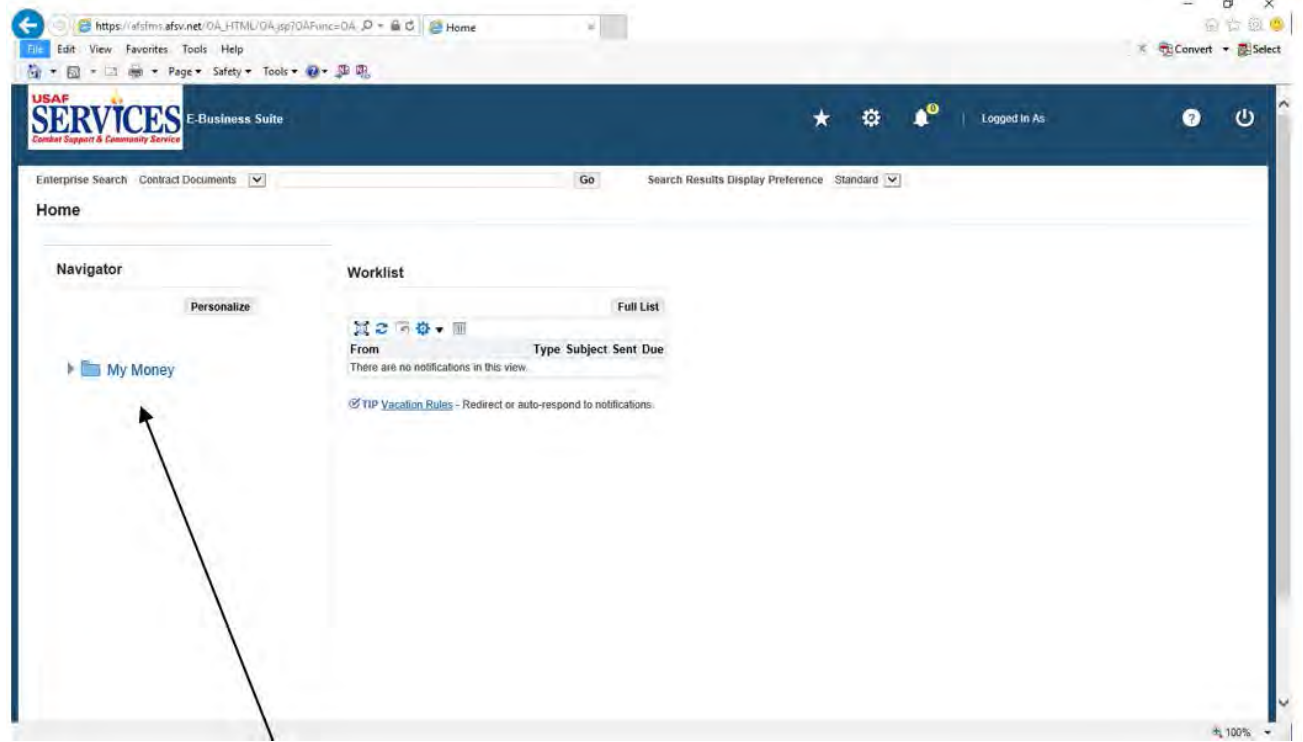 https://afsfms.afsv.net/OA_HTML/OA.jsp?OAFunc=OA Home
File Edit View Favorites Tools Help
Convert Select
Page Safety Tools
USAF
SERVICES
Combat Support & Community Service
E-Business Suite
0
Logged In As
Enterprise Search Contract Documents Go Search Results Display Preference Standard
Home
Navigator
Personalize
My Money
Worklist
Full List
From Type Subject Sent Due
There are no notifications in this view.
TIP Vacation Rules - Redirect or auto-respond to notifications.
100%